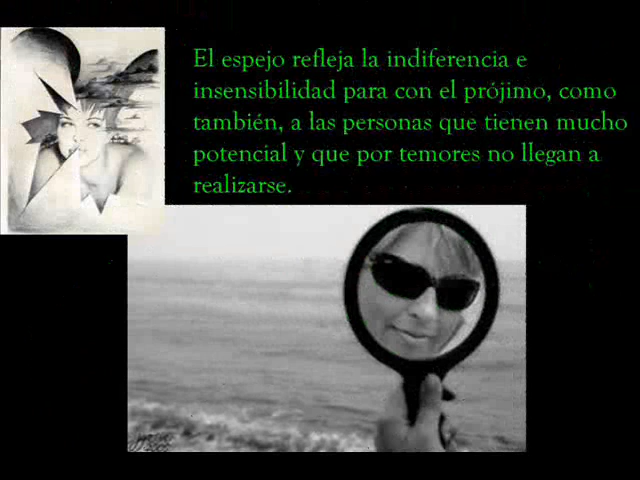 El espejo refleja la indiferencia e
insensibilidad para con el prójimo, como
también, a las personas que tienen mucho
potencial y que por temores no llegan a
realizarse.